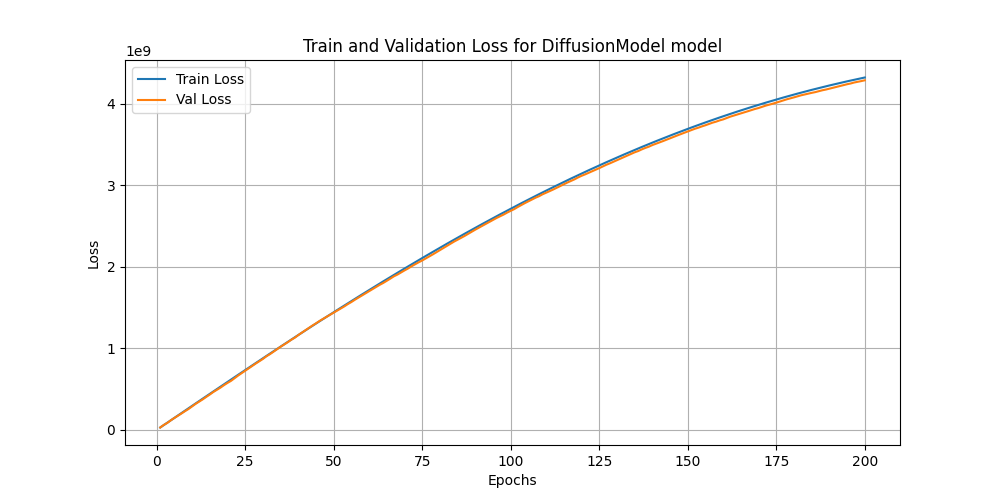 Train and Validation Loss for DiffusionModel model
1e9
Train Loss
Val Loss
Loss
4
3
2
1
0
0 25 50 75 100 125 150 175 200
Epochs